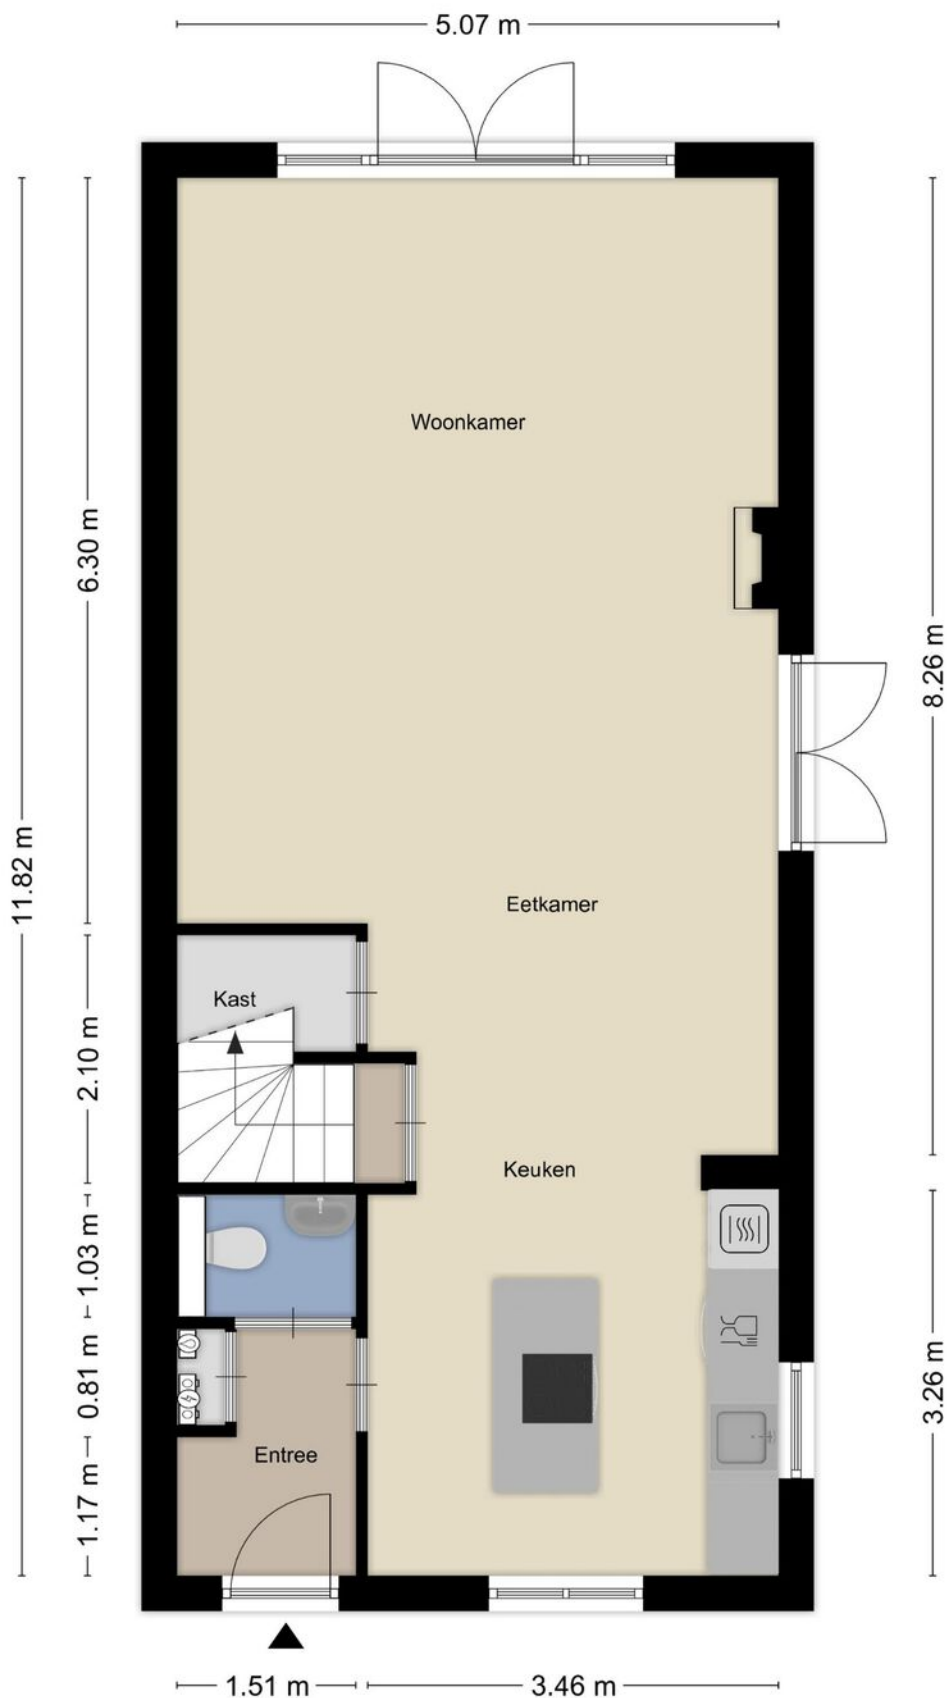 5.07 m
Woonkamer
6.30 m
8.26 m
11.82 m
Eetkamer
Kast
2.10 m
Keuken
1.03 m
0.81 m
3.26 m
Entree
1.17 m
1.51 m
3.46 m